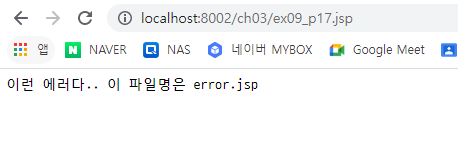 localhost:8002/ch03/ex09_p17.jsp
앱 NAVER NAS 네이버 MYBOX Google Meet
이런 에러다.. 이 파일명은 error.jsp